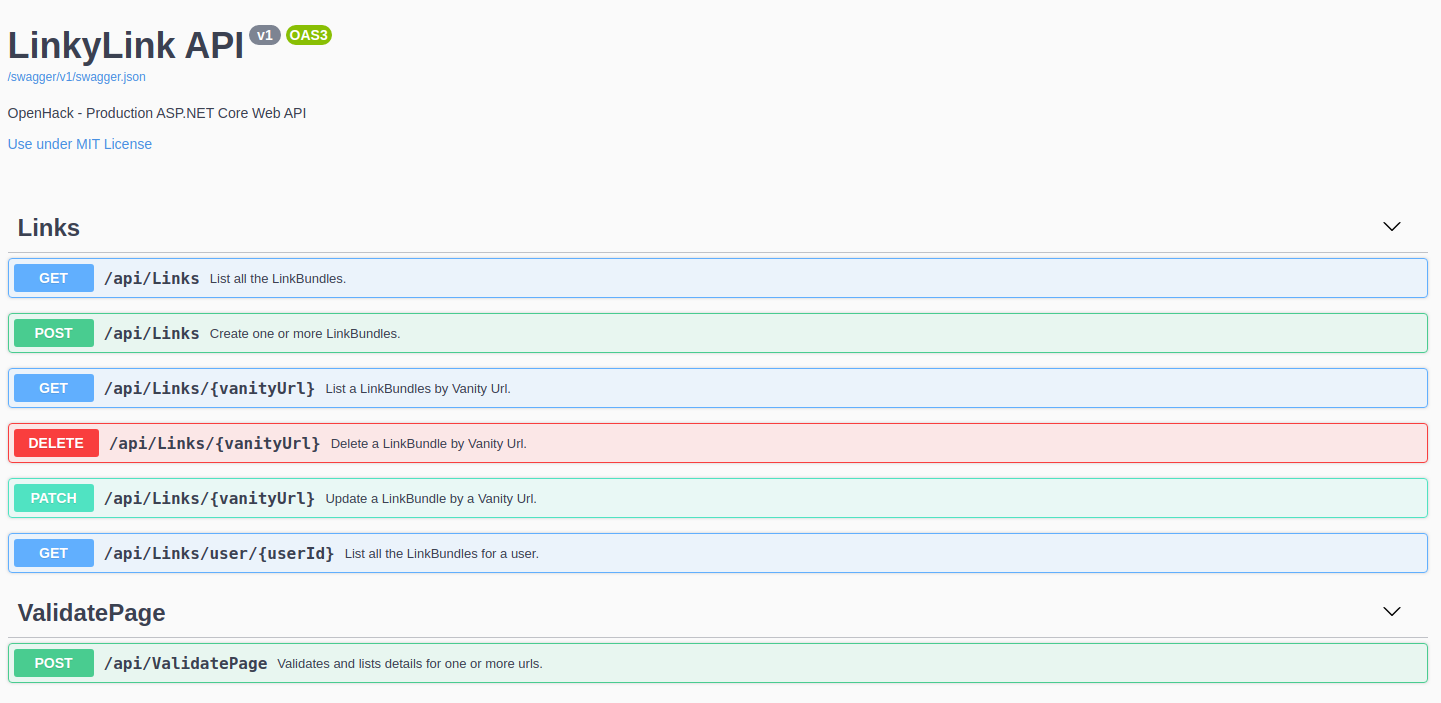 LinkyLink API v1 OAS3
/swagger/v1/swagger.json
OpenHack - Production ASP.NET Core Web API
Use under MIT License
Links
GET /api/Links List all the LinkBundles.
POST /api/Links Create one or more LinkBundles.
GET /api/Links/{vanityUrl} List a LinkBundles by Vanity Url.
DELETE /api/Links/{vanityUrl} Delete a LinkBundle by Vanity Url.
PATCH /api/Links/{vanityUrl} Update a LinkBundle by a Vanity Url.
GET /api/Links/user/{userId} List all the LinkBundles for a user.
ValidatePage
POST /api/ValidatePage Validates and lists details for one or more urls.